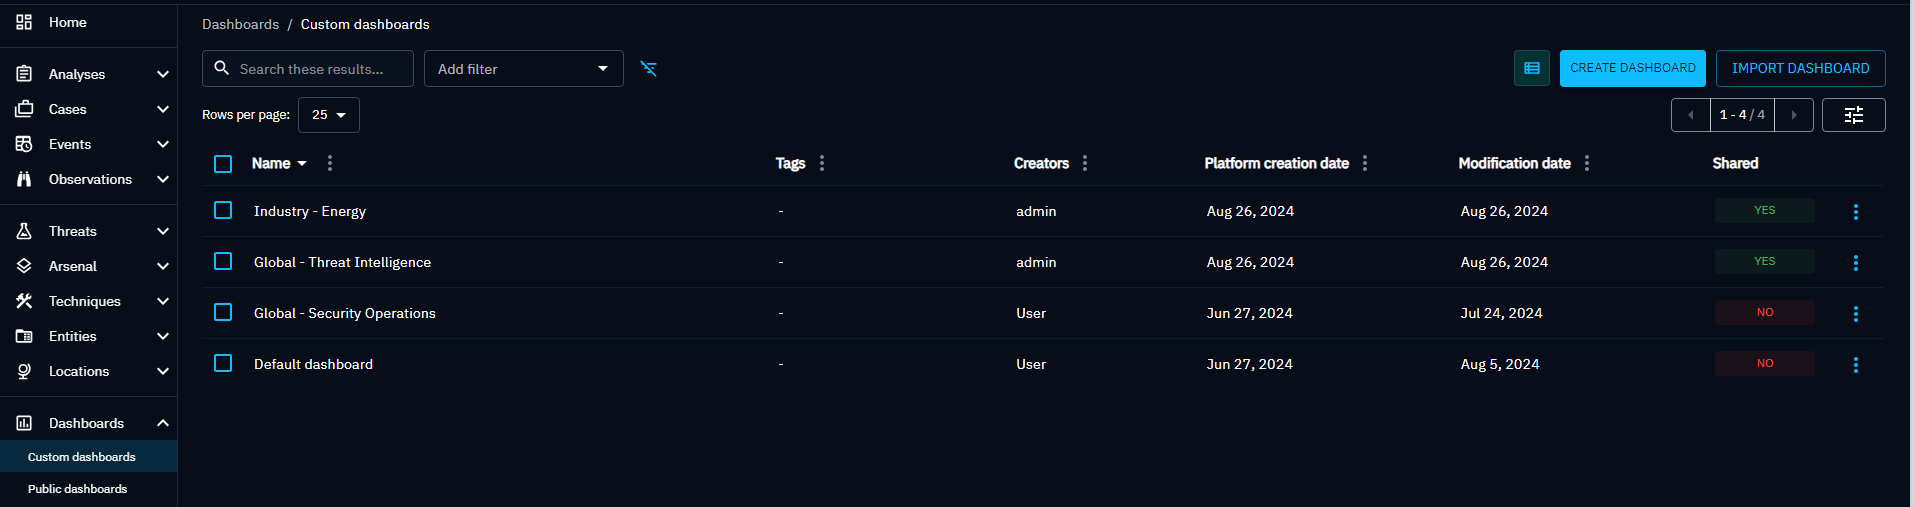 Home
Analyses
Cases
Events
Observations
Threats
Arsenal
Techniques
Entities
Locations
Dashboards
Custom dashboards
Public dashboards
Dashboards / Custom dashboards
Search these results... Add filter CREATE DASHBOARD IMPORT DASHBOARD
Rows per page: 25 1 - 4 / 4
Name Tags Creators Platform creation date Modification date Shared
Industry - Energy - admin Aug 26, 2024 Aug 26, 2024 YES
Global - Threat Intelligence - admin Aug 26, 2024 Aug 26, 2024 YES
Global - Security Operations - User Jun 27, 2024 Jul 24, 2024 NO
Default dashboard - User Jun 27, 2024 Aug 5, 2024 NO